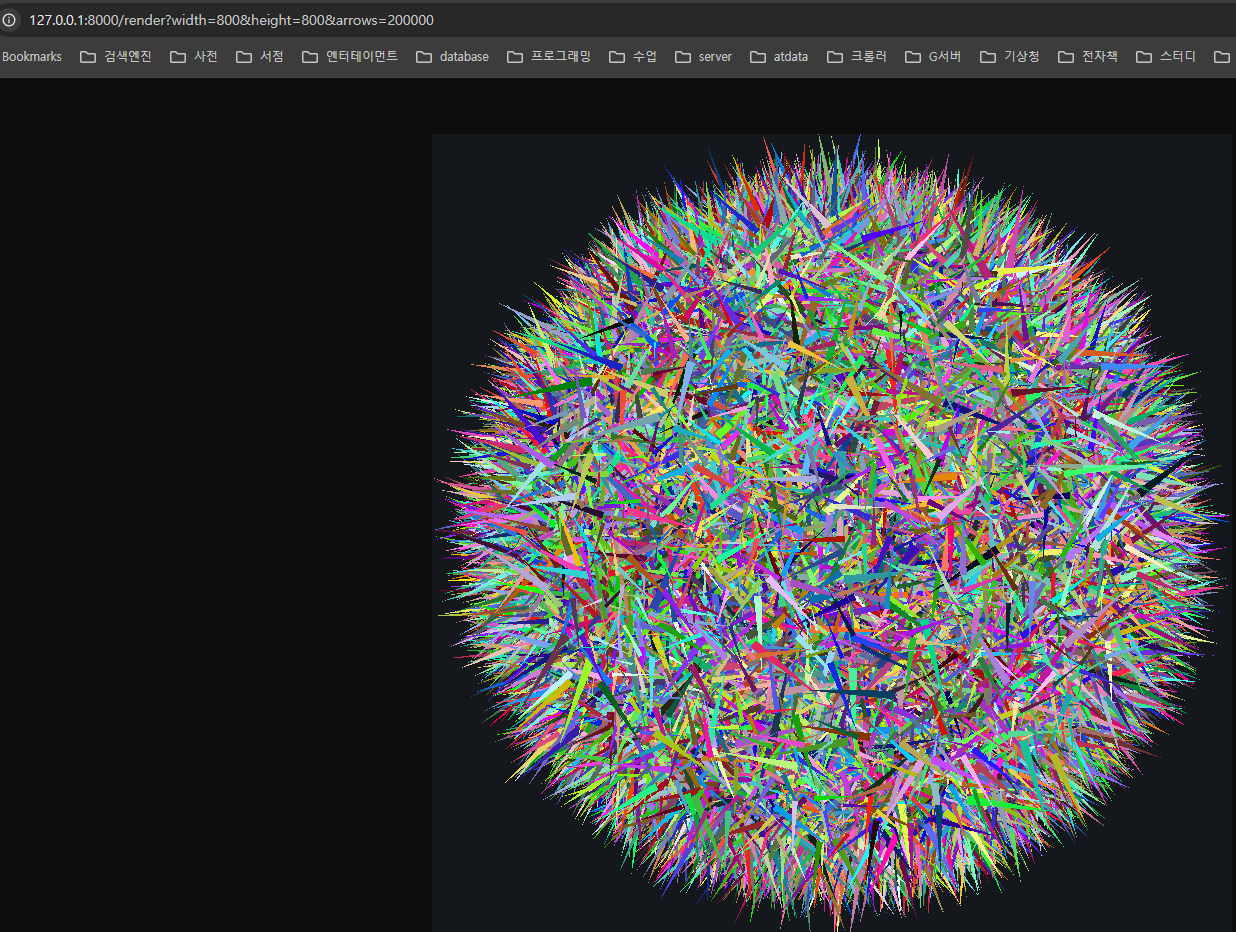 127.0.0.1:8000/render?width=800&height=800&arrows=200000
Bookmarks 검색엔진 사전 서점 엔터테이먼트 database 프로그래밍 수업 server atdata 크롤러 G서버 기상청 전자책 스터디